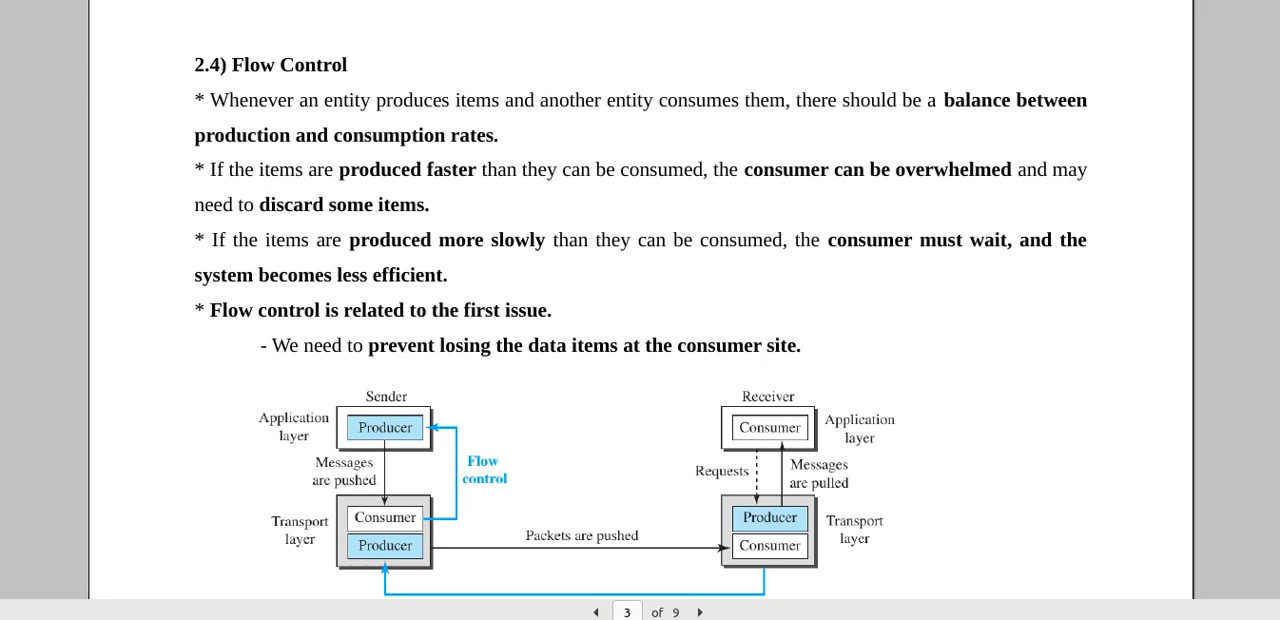 2.4) Flow Control
* Whenever an entity produces items and another entity consumes them, there should be a balance between
production and consumption rates.
* If the items are produced faster than they can be consumed, the consumer can be overwhelmed and may
need to discard some items.
* If the items are produced more slowly than they can be consumed, the consumer must wait, and the
system becomes less efficient.
* Flow control is related to the first issue.
- We need to prevent losing the data items at the consumer site.
Sender
Receiver
Application
layer
Producer
Consumer
Application
layer
Messages
are pushed
Flow
control
Requests
Messages
are pulled
Transport
layer
Consumer
Producer
Packets are pushed
Producer
Consumer
Transport
layer
3 of 9